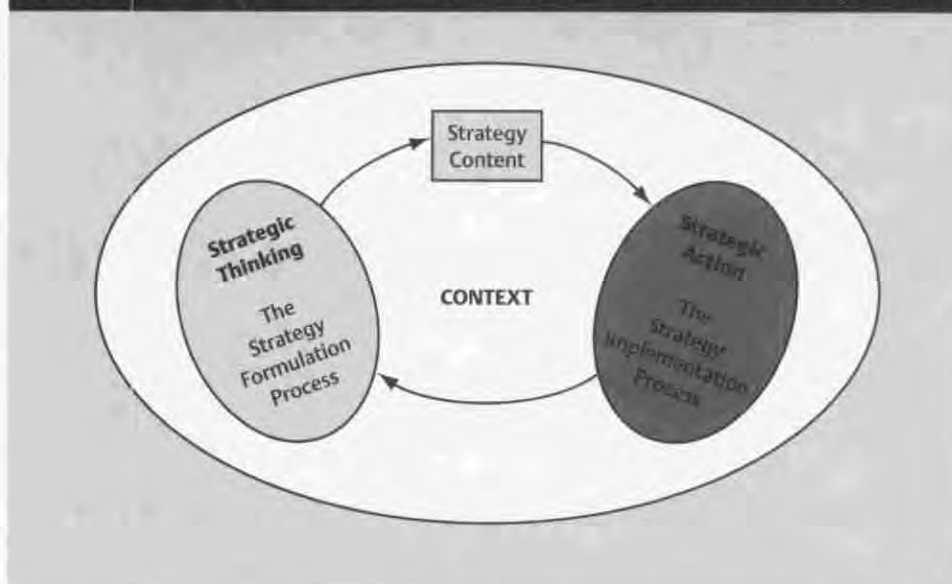 Strategy
Content
Strategic
Thinking
The
Strategy
Formulation
Process
CONTEXT
Strategic
Action
The
Strategy
Implementation
Process